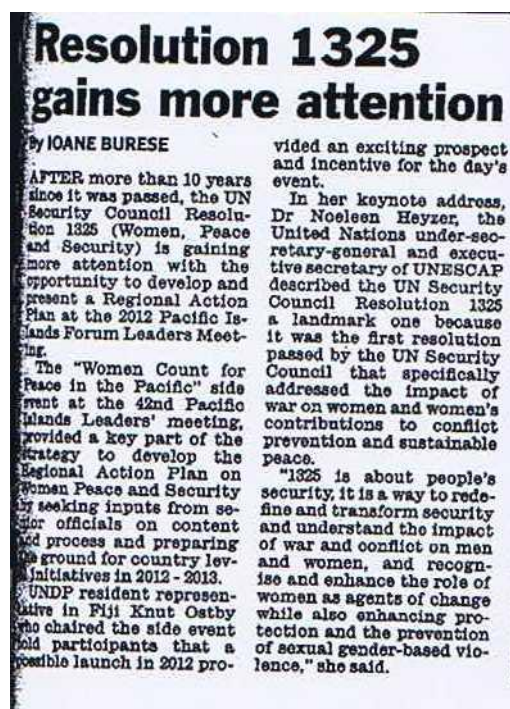 Resolution 1325
gains more attention
By IOANE BURESE
AFTER more than 10 years
since it was passed, the UN
Security Council Resolu-
tion 1325 (Women, Peace
and Security) is gaining
more attention with the
opportunity to develop and
present a Regional Action
Plan at the 2012 Pacific Is-
lands Forum Leaders Meet-
ing.
The "Women Count for
Peace in the Pacific" side
event at the 42nd Pacific
Islands Leaders' meeting,
provided a key part of the
strategy to develop the
Regional Action Plan on
Women Peace and Security
by seeking inputs from se-
nior officials on content
and process and preparing
the ground for country lev-
initiatives in 2012 - 2013.
UNDP resident represen-
tative in Fiji Knut Ostby
who chaired the side event
told participants that a
possible launch in 2012 pro-
vided an exciting prospect
and incentive for the day's
event.
In her keynote address,
Dr Noeleen Heyzer, the
United Nations under-sec-
retary-general and execu-
tive secretary of UNESCAP
described the UN Security
Council Resolution 1325
a landmark one because
it was the first resolution
passed by the UN Security
Council that specifically
addressed the impact of
war on women and women's
contributions to conflict
prevention and sustainable
peace.
"1325 is about people's
security, it is a way to rede-
fine and transform security
and understand the impact
of war and conflict on men
and women, and recogn-
ise and enhance the role of
women as agents of change
while also enhancing pro-
tection and the prevention
of sexual gender-based vio-
lence," she said.